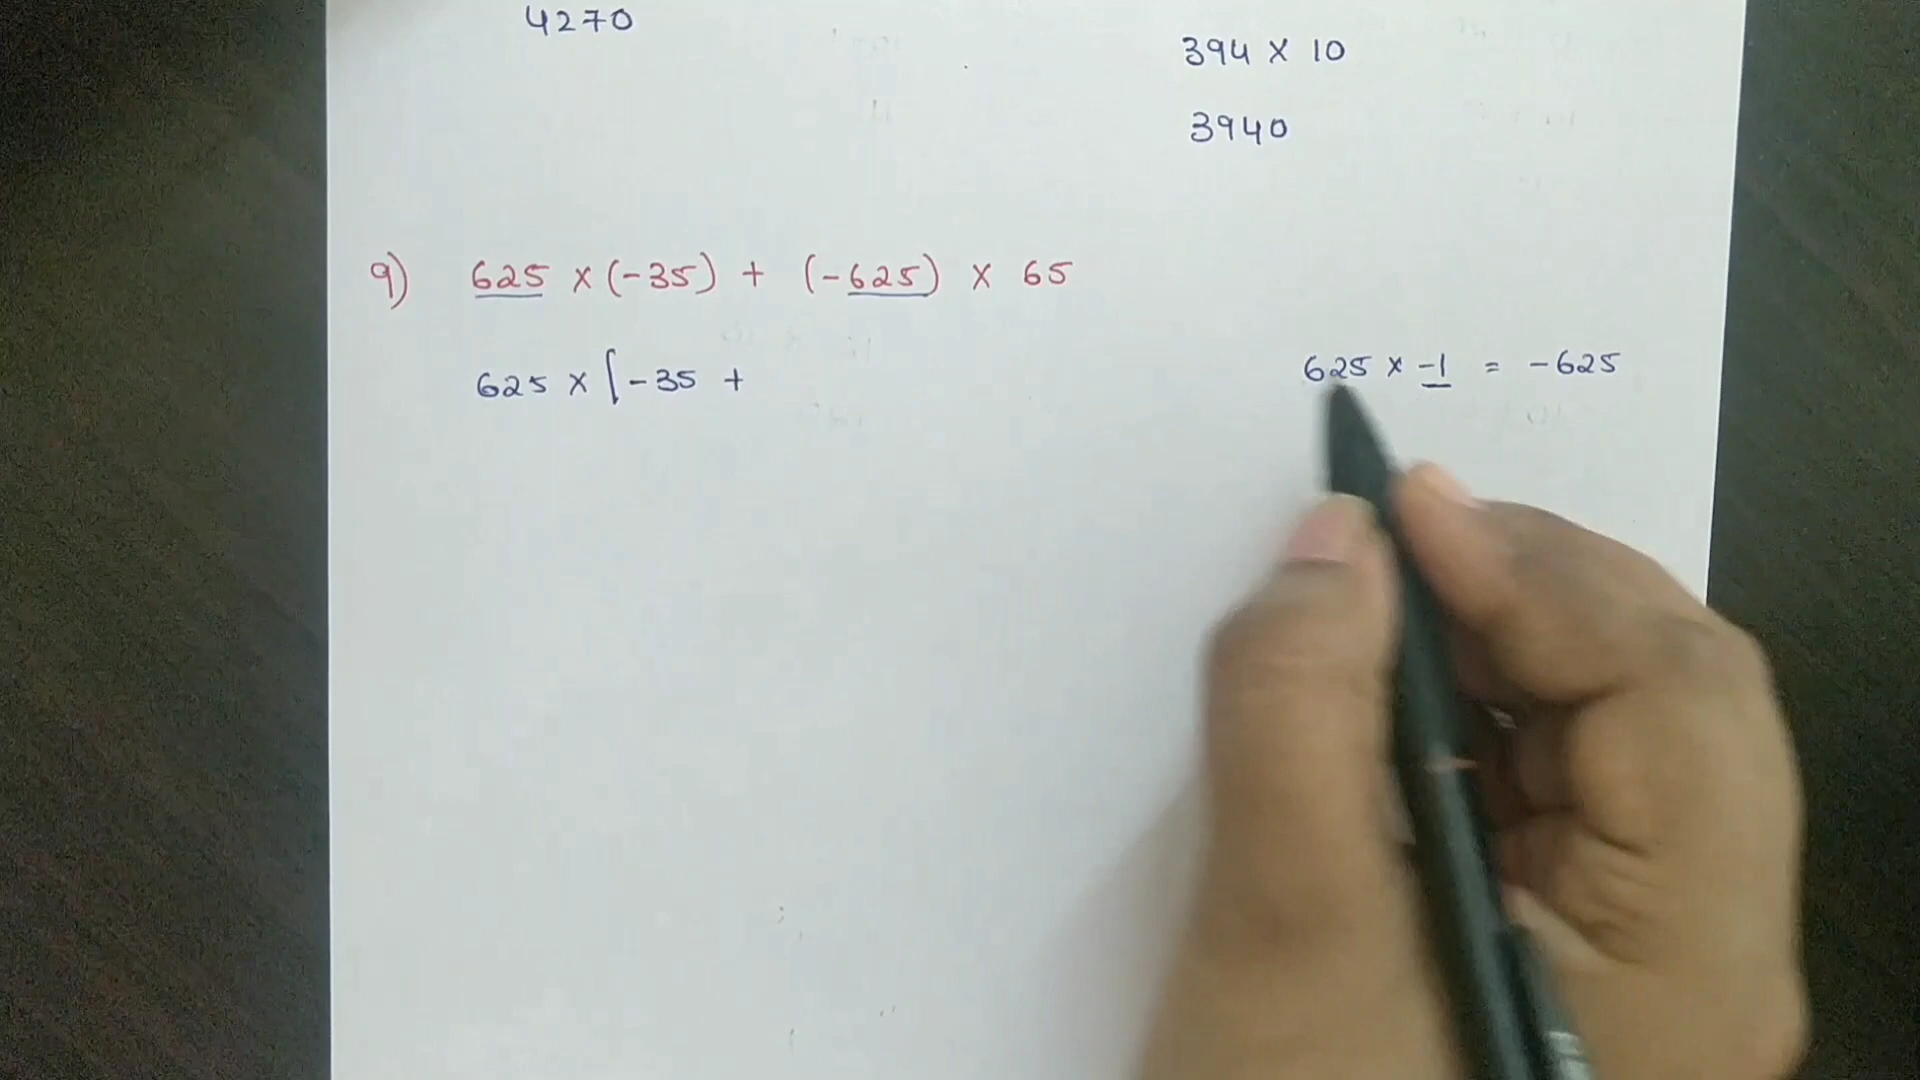 4270
394 × 10
3940
9) 625 × (-35) + (-625) × 65
625 × [-35 +
625 × -1 = -625